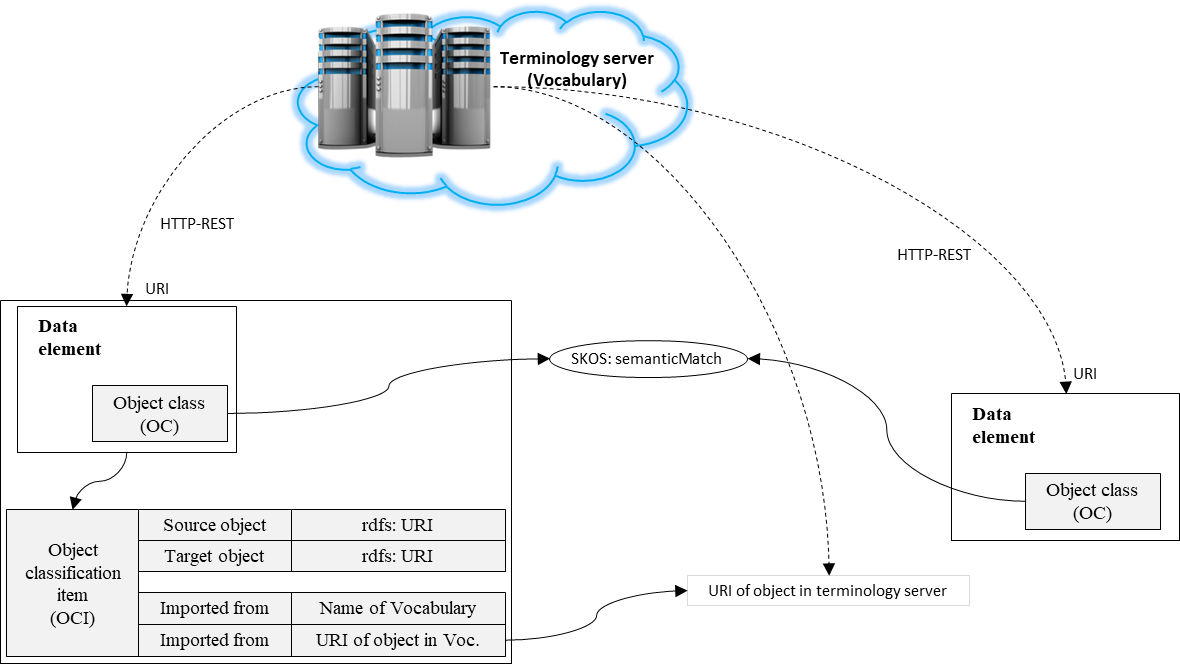 Terminology server
(Vocabulary)
HTTP-REST
HTTP-REST
URI
URI
Data
element
Object class
(OC)
SKOS: semanticMatch
Data
element
Object class
(OC)
Object
classification
item
(OCI)
Source object
rdfs: URI
Target object
rdfs: URI
Imported from
Name of Vocabulary
Imported from
URI of object in Voc.
URI of object in terminology server